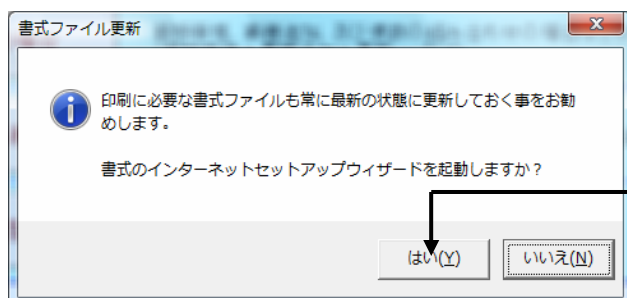 書式ファイル更新
印刷に必要な書式ファイルも常に最新の状態に更新しておく事をお勧
めします。
書式のインターネットセットアップウィザードを起動しますか？
はい(Y) いいえ(N)